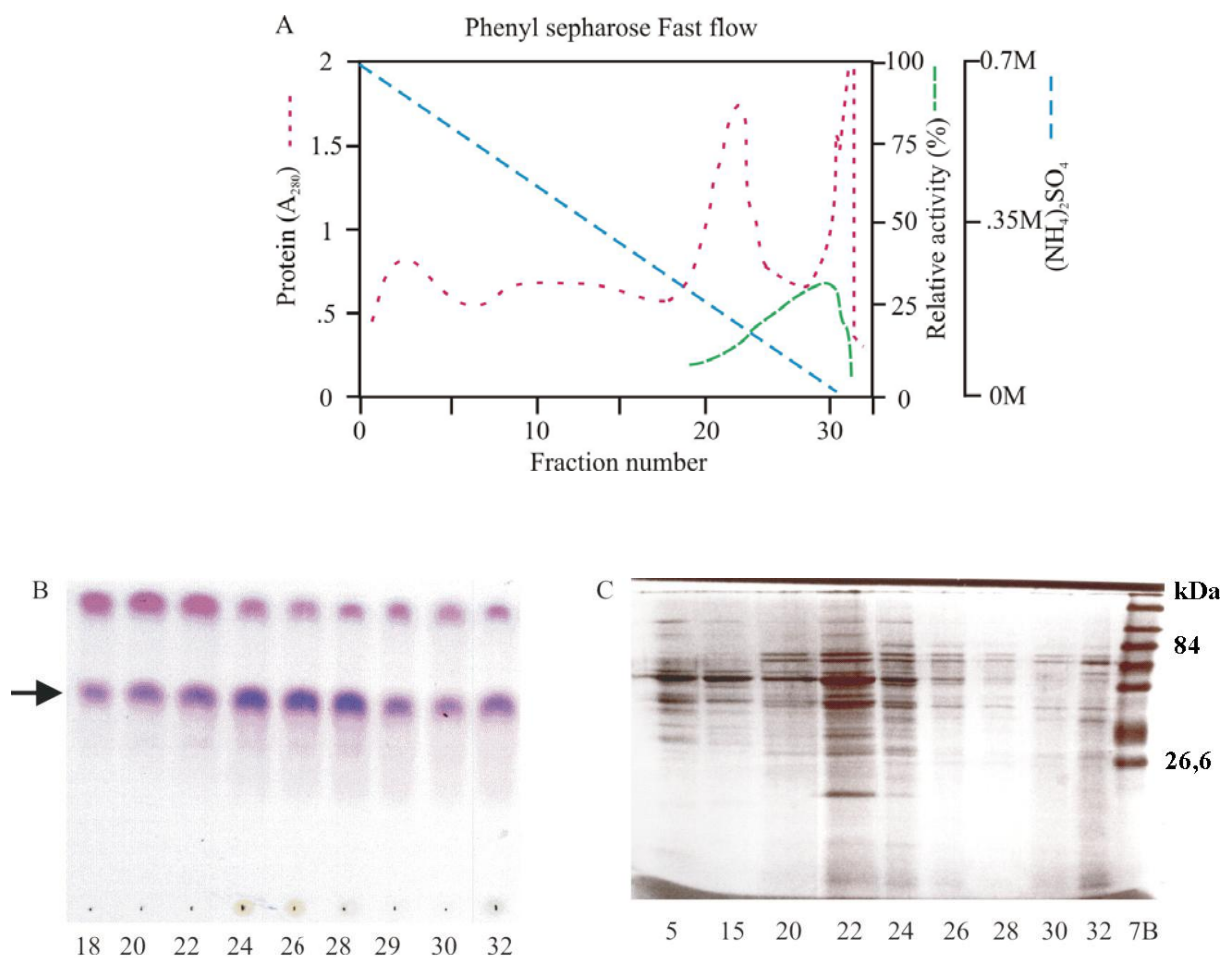 A
Phenyl sepharose Fast flow
Protein (A280)
2
1.5
1
.5
0
100
75
50
25
0
Relative activity (%)
0.7M
.35M
0M
(NH4)2SO4
0
10
20
30
Fraction number
B
18 20 22 24 26 28 29 30 32
C
kDa
84
26,6
5 15 20 22 24 26 28 30 32 7B